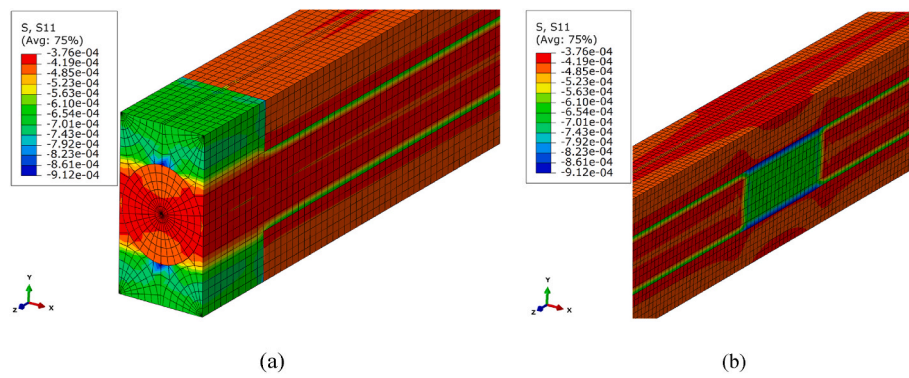 S, S11
(Avg: 75%)
-3.76e-04
-4.19e-04
-4.85e-04
-5.23e-04
-5.63e-04
-6.10e-04
-6.54e-04
-7.01e-04
-7.43e-04
-7.92e-04
-8.23e-04
-8.61e-04
-9.12e-04
Y
Z
X
(a)
S, S11
(Avg: 75%)
-3.76e-04
-4.19e-04
-4.85e-04
-5.23e-04
-5.63e-04
-6.10e-04
-6.54e-04
-7.01e-04
-7.43e-04
-7.92e-04
-8.23e-04
-8.61e-04
-9.12e-04
Y
Z
X
(b)